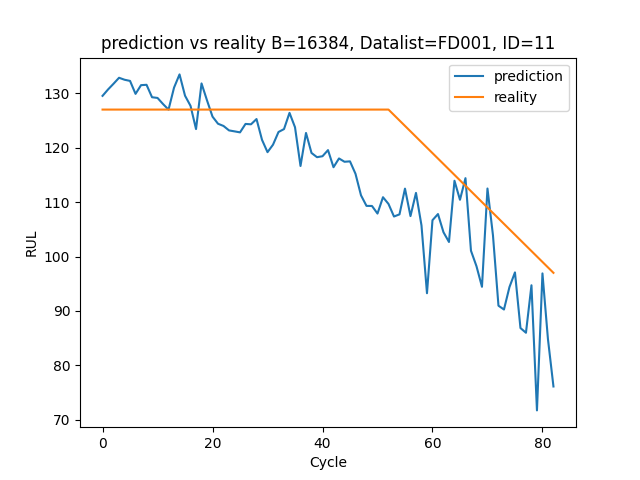 prediction vs reality B=16384, Datalist=FD001, ID=11
prediction
reality
RUL
130
120
110
100
90
80
70
0 20 40 60 80
Cycle